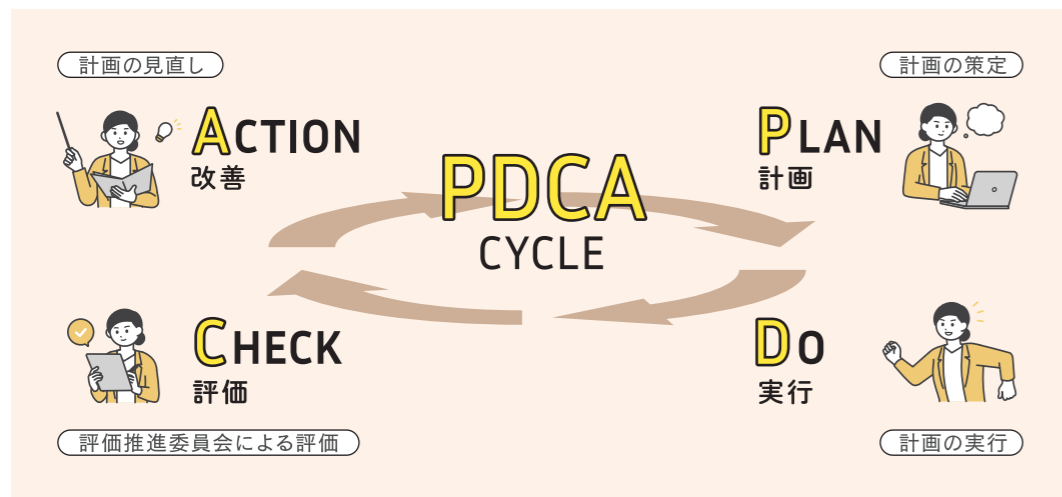 計画の見直し
ACTION
改善
計画の策定
PLAN
計画
PDCA
CYCLE
CHECK
評価
評価推進委員会による評価
DO
実行
計画の実行